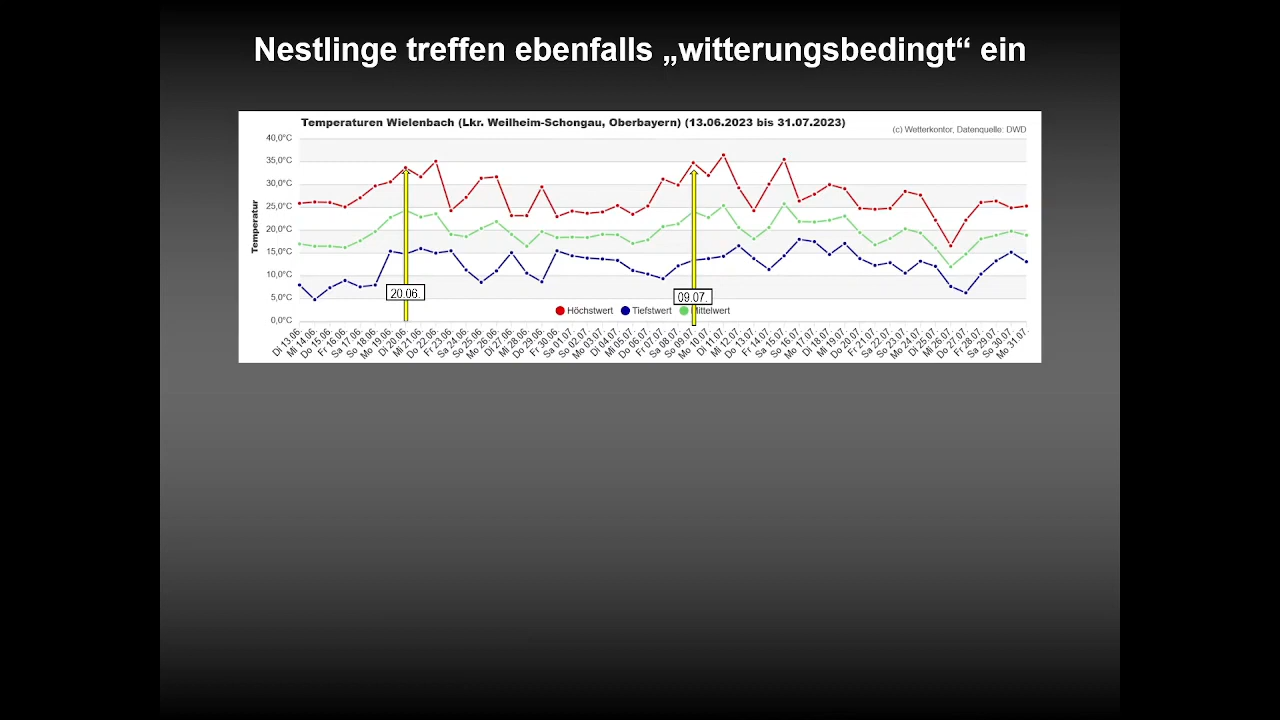 Nestlinge treffen ebenfalls „witterungsbedingt“ ein
Temperaturen Wielenbach (Lkr. Weilheim-Schongau, Oberbayern) (13.06.2023 bis 31.07.2023)
(c) Wetterkontor, Datenquelle: DWD
Temperatur
40,0°C
35,0°C
30,0°C
25,0°C
20,0°C
15,0°C
10,0°C
5,0°C
0,0°C
20.06.
09.07.
Höchstwert
Tiefstwert
Mittelwert
Di 13.06.
Mi 14.06.
Do 15.06.
Fr 16.06.
Sa 17.06.
So 18.06.
Mo 19.06.
Di 20.06.
Mi 21.06.
Do 22.06.
Fr 23.06.
Sa 24.06.
So 25.06.
Mo 26.06.
Di 27.06.
Mi 28.06.
Do 29.06.
Fr 30.06.
Sa 01.07.
So 02.07.
Mo 03.07.
Di 04.07.
Mi 05.07.
Do 06.07.
Fr 07.07.
Sa 08.07.
So 09.07.
Mo 10.07.
Di 11.07.
Mi 12.07.
Do 13.07.
Fr 14.07.
Sa 15.07.
So 16.07.
Mo 17.07.
Di 18.07.
Mi 19.07.
Do 20.07.
Fr 21.07.
Sa 22.07.
So 23.07.
Mo 24.07.
Di 25.07.
Mi 26.07.
Do 27.07.
Fr 28.07.
Sa 29.07.
So 30.07.
Mo 31.07.